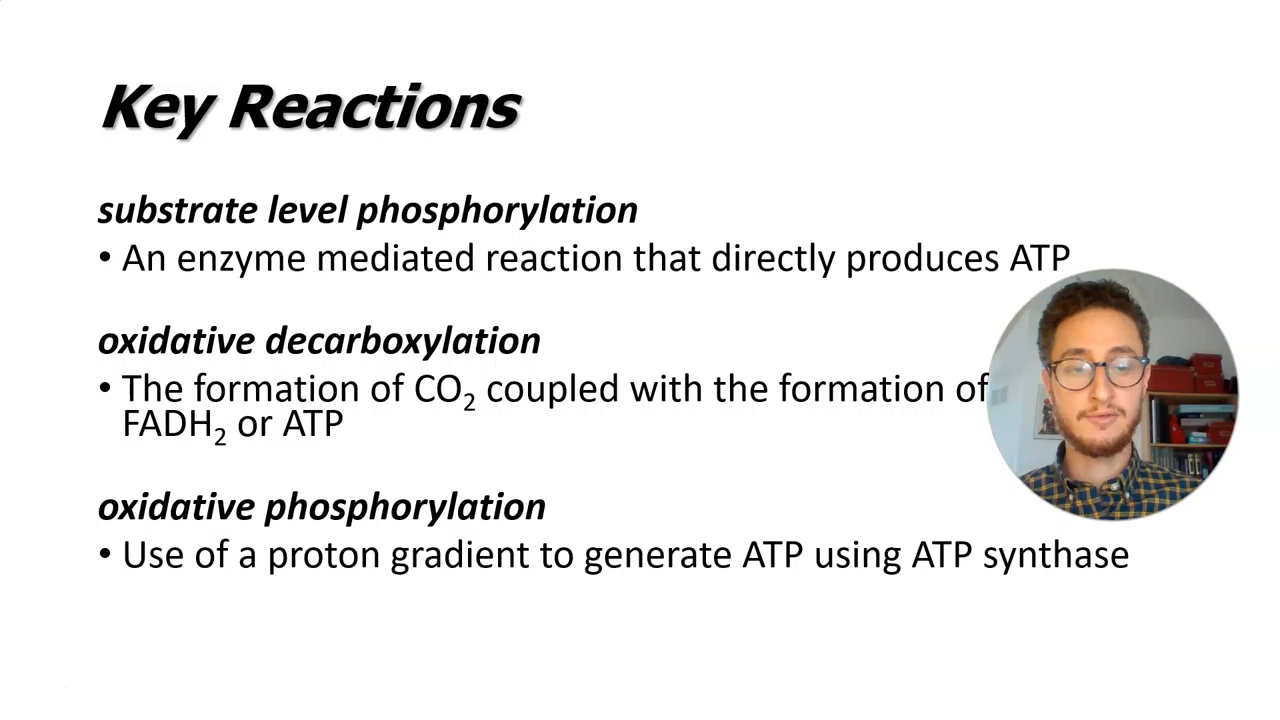 Key Reactions
substrate level phosphorylation
• An enzyme mediated reaction that directly produces ATP
oxidative decarboxylation
• The formation of CO₂ coupled with the formation of
FADH₂ or ATP
oxidative phosphorylation
• Use of a proton gradient to generate ATP using ATP synthase